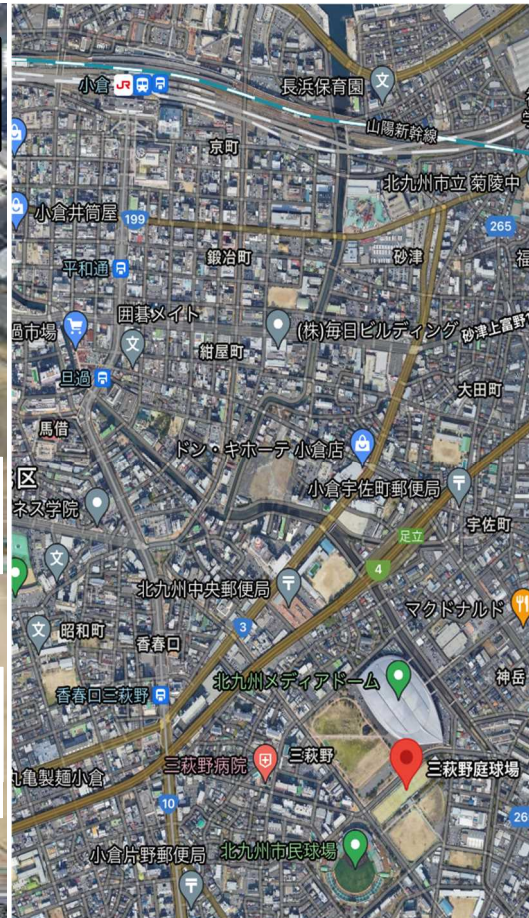 小倉 JR
長浜保育園
山陽新幹線
京町
北九州市立 菊陵中
小倉井筒屋
199
265
平和通
鍛冶町
砂津
囲碁メイト
過市場
(株)毎日ビルディング
砂津上富野
紺屋町
旦過
大田町
馬借
ドン・キホーテ 小倉店
区
小倉宇佐町郵便局
ネス学院
宇佐町
足立
4
北九州中央郵便局
マクドナルド
3
昭和町
香春口
神岳
北九州メディアドーム
香春口三萩野
三萩野
三萩野病院
三萩野庭球場
亀製麺小倉
10
26
北九州市民球場
小倉片野郵便局